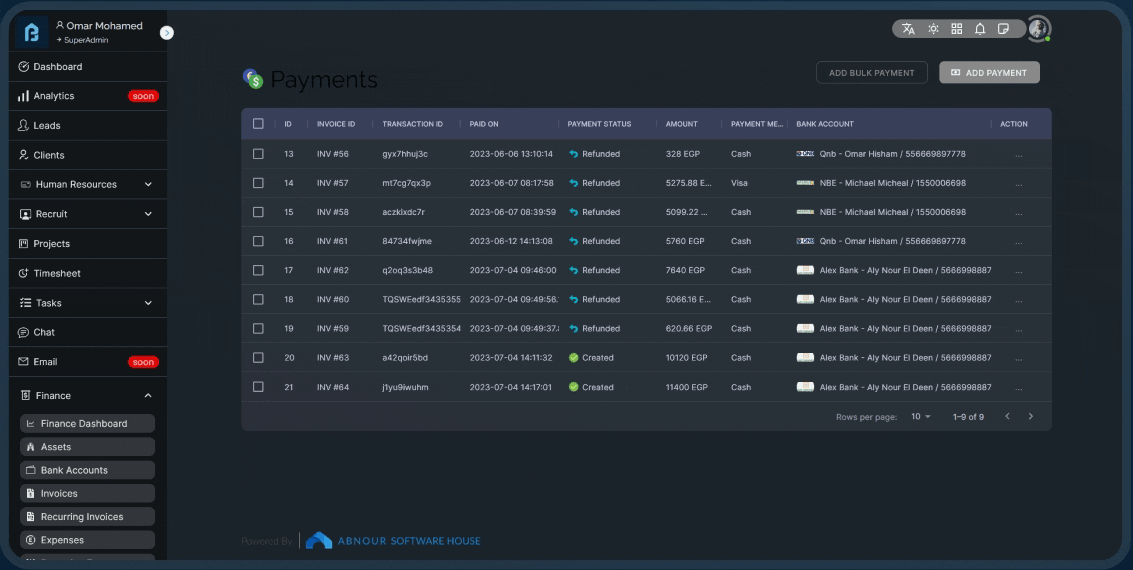 Omar Mohamed
SuperAdmin
Dashboard
Analytics soon
Leads
Clients
Human Resources
Recruit
Projects
Timesheet
Tasks
Chat
Email soon
Finance
Finance Dashboard
Assets
Bank Accounts
Invoices
Recurring Invoices
Expenses
Payments
ADD BULK PAYMENT
ADD PAYMENT
ID INVOICE ID TRANSACTION ID PAID ON PAYMENT STATUS AMOUNT PAYMENT ME... BANK ACCOUNT ACTION
13 INV #56 gyx7hhuj3c 2023-06-06 13:10:14 Refunded 328 EGP Cash Qnb - Omar Hisham / 556669897778 ...
14 INV #57 mt7cg7qx3p 2023-06-07 08:17:58 Refunded 5275.88 E... Visa NBE - Michael Micheal / 1550006698 ...
15 INV #58 aczklxdc7r 2023-06-07 08:39:59 Refunded 5099.22 ... Cash NBE - Michael Micheal / 1550006698 ...
16 INV #61 84734fwjme 2023-06-12 14:13:08 Refunded 5760 EGP Cash Qnb - Omar Hisham / 556669897778 ...
17 INV #62 q2oq3s3b48 2023-07-04 09:46:00 Refunded 7640 EGP Cash Alex Bank - Aly Nour El Deen / 5666998887 ...
18 INV #60 TQSWEedf3435355 2023-07-04 09:49:56. Refunded 5066.16 E... Cash Alex Bank - Aly Nour El Deen / 5666998887 ...
19 INV #59 TQSWEedf3435354 2023-07-04 09:49:37. Refunded 620.66 EGP Cash Alex Bank - Aly Nour El Deen / 5666998887 ...
20 INV #63 a42qoir5bd 2023-07-04 14:11:32 Created 10120 EGP Cash Alex Bank - Aly Nour El Deen / 5666998887 ...
21 INV #64 j1yu9iwuhm 2023-07-04 14:17:01 Created 11400 EGP Cash Alex Bank - Aly Nour El Deen / 5666998887 ...
Rows per page: 10 1–9 of 9
Powered By ABNOUR SOFTWARE HOUSE